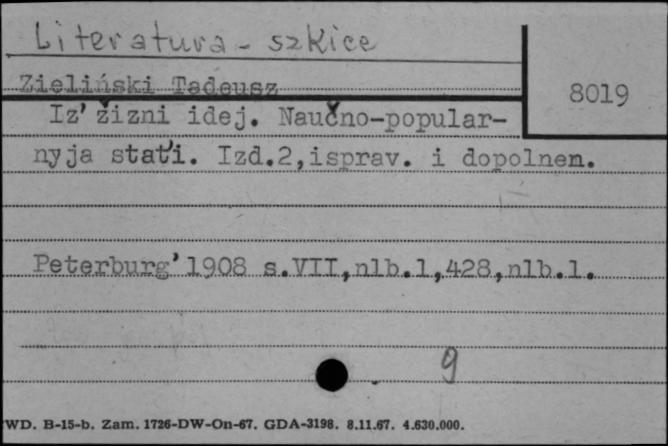 Literatura - szkice
Zieliński Tadeusz
8019
Iz' žizni idej. Naučno-popular-
nyja stat'i. Izd.2,isprav. i dopolnen.
Peterburg' 1908 s.VII,nlb.1,428,nlb.1.
9
WD. B-15-b. Zam. 1726-DW-On-67. GDA-3198. 8.11.67. 4.630.000.